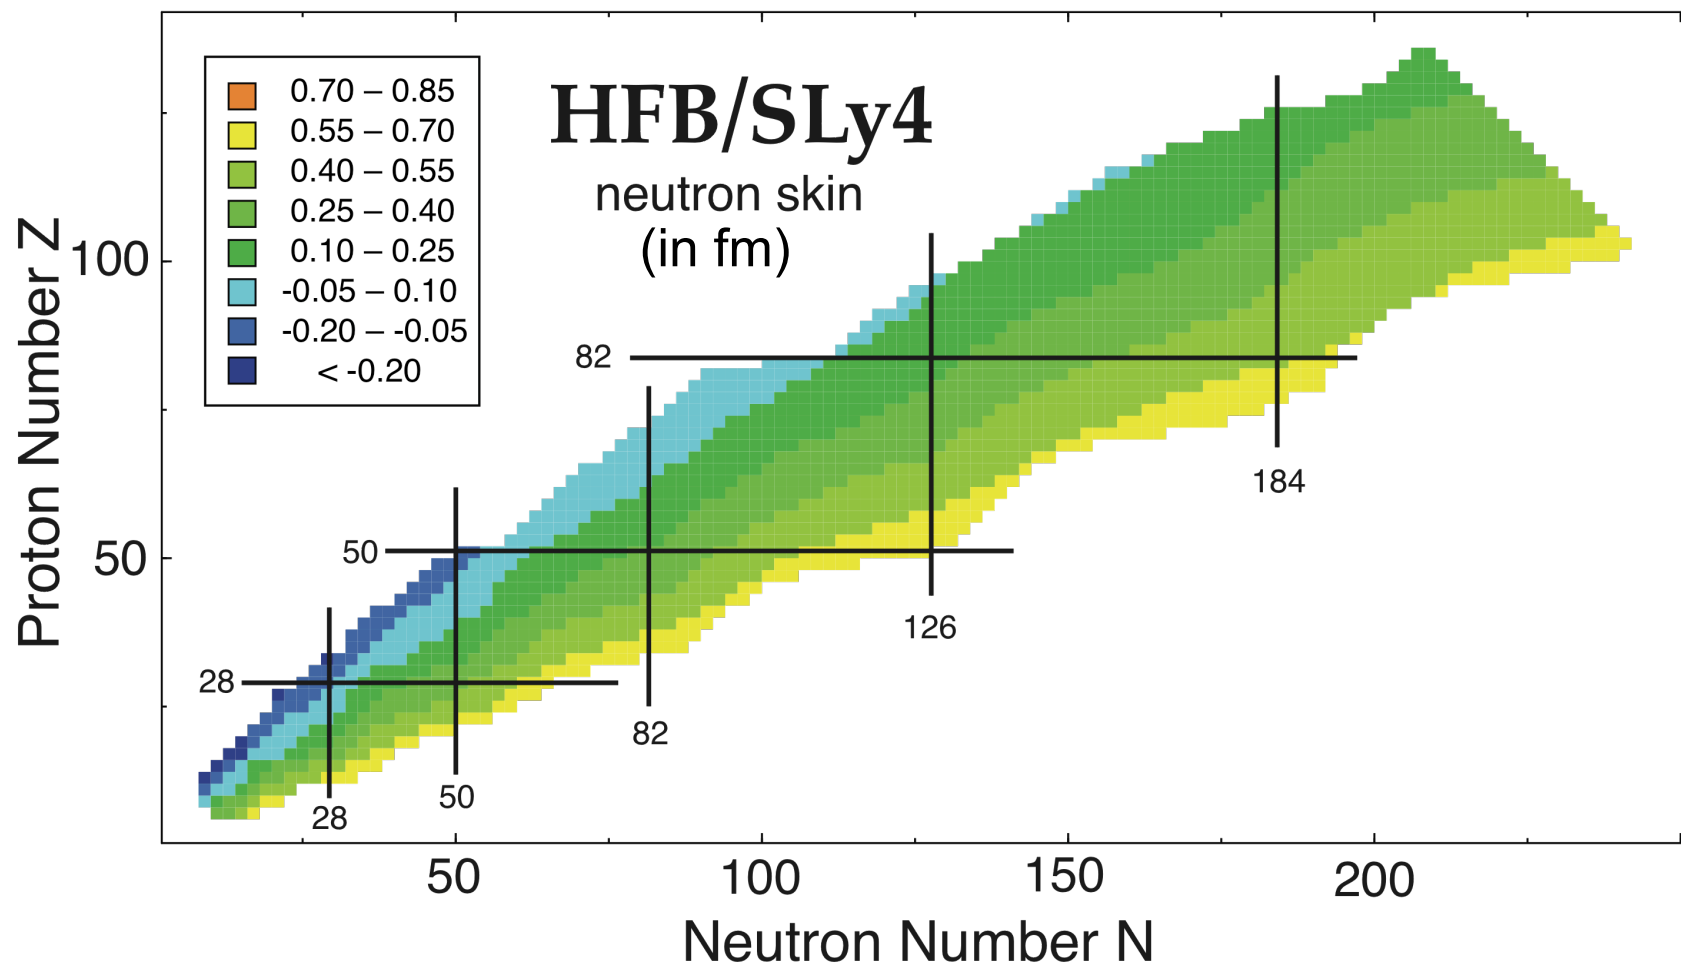 HFB/SLy4
neutron skin
(in fm)
0.70 – 0.85
0.55 – 0.70
0.40 – 0.55
0.25 – 0.40
0.10 – 0.25
-0.05 – 0.10
-0.20 – -0.05
< -0.20
Proton Number Z
100
50
82
50
28
28
50
82
126
184
50
100
150
200
Neutron Number N